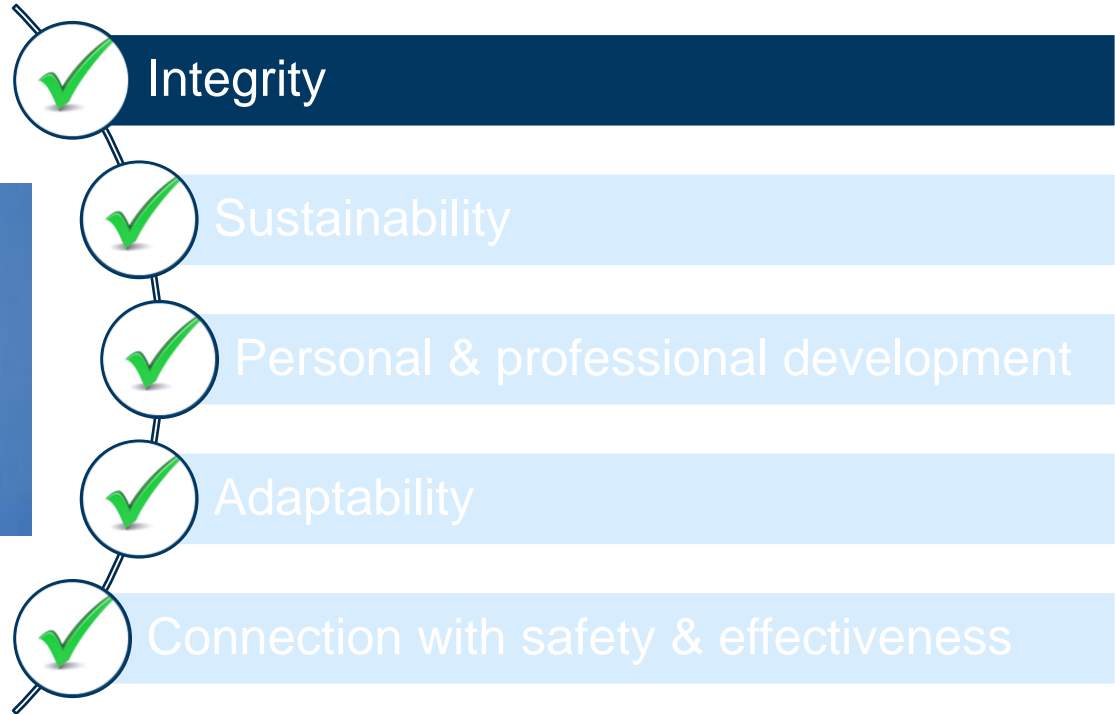 Integrity
Sustainability
Personal & professional development
Adaptability
Connection with safety & effectiveness